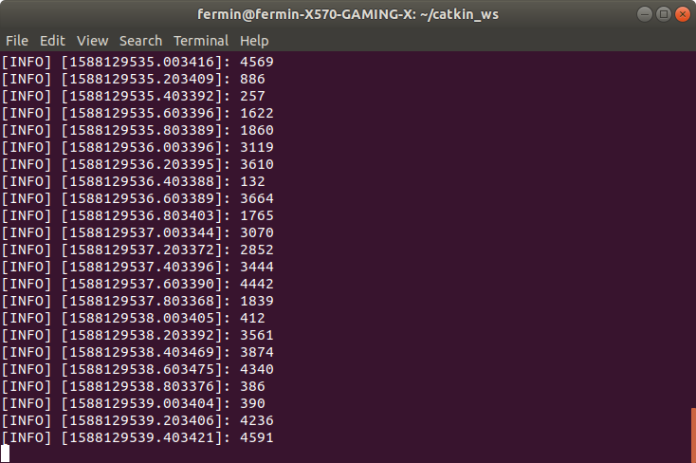 fermin@fermin-X570-GAMING-X: ~/catkin_ws
File Edit View Search Terminal Help
[INFO] [1588129535.003416]: 4569
[INFO] [1588129535.203409]: 886
[INFO] [1588129535.403392]: 257
[INFO] [1588129535.603396]: 1622
[INFO] [1588129535.803389]: 1860
[INFO] [1588129536.003396]: 3119
[INFO] [1588129536.203395]: 3610
[INFO] [1588129536.403388]: 132
[INFO] [1588129536.603389]: 3664
[INFO] [1588129536.803403]: 1765
[INFO] [1588129537.003344]: 3070
[INFO] [1588129537.203372]: 2852
[INFO] [1588129537.403396]: 3444
[INFO] [1588129537.603390]: 4442
[INFO] [1588129537.803368]: 1839
[INFO] [1588129538.003405]: 412
[INFO] [1588129538.203392]: 3561
[INFO] [1588129538.403469]: 3874
[INFO] [1588129538.603475]: 4340
[INFO] [1588129538.803376]: 386
[INFO] [1588129539.003404]: 390
[INFO] [1588129539.203406]: 4236
[INFO] [1588129539.403421]: 4591